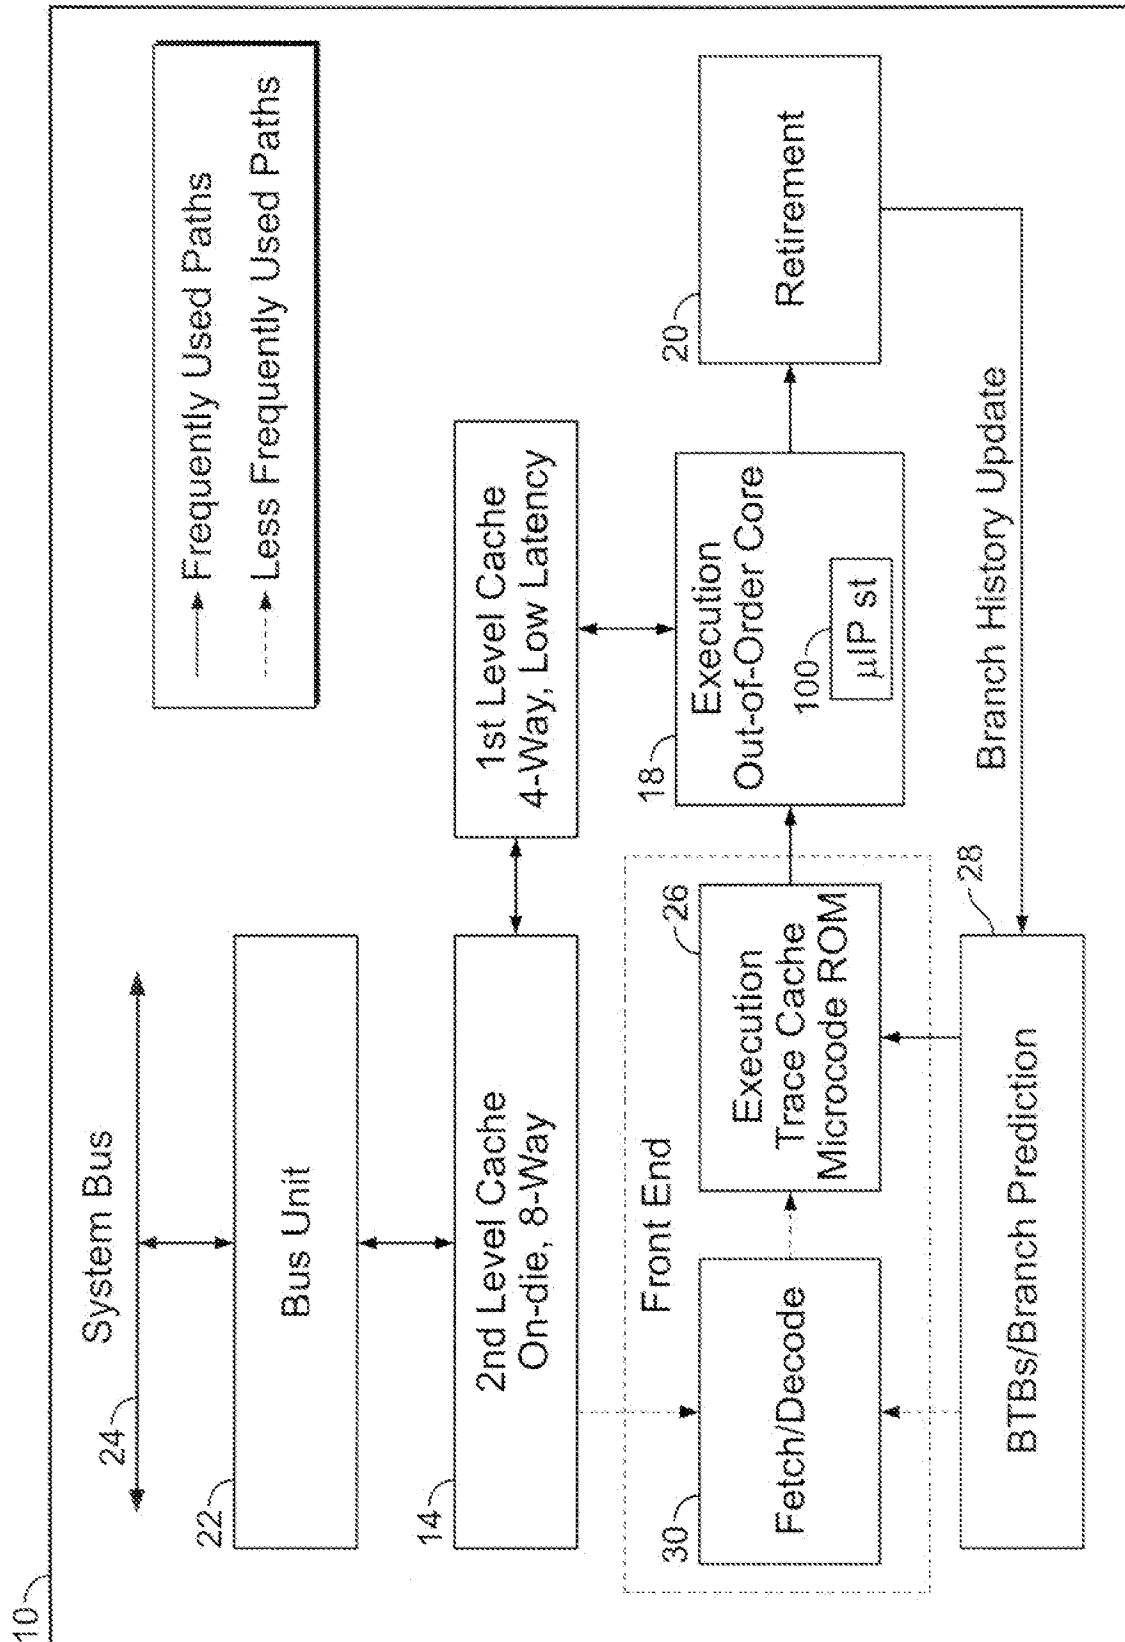 10
System Bus
24
Frequently Used Paths
Less Frequently Used Paths
22
Bus Unit
14
2nd Level Cache
On-die, 8-Way
1st Level Cache
4-Way, Low Latency
Front End
30
Fetch/Decode
26
Execution
Trace Cache
Microcode ROM
18
Execution
Out-of-Order Core
100
µIP st
20
Retirement
28
BTBs/Branch Prediction
Branch History Update